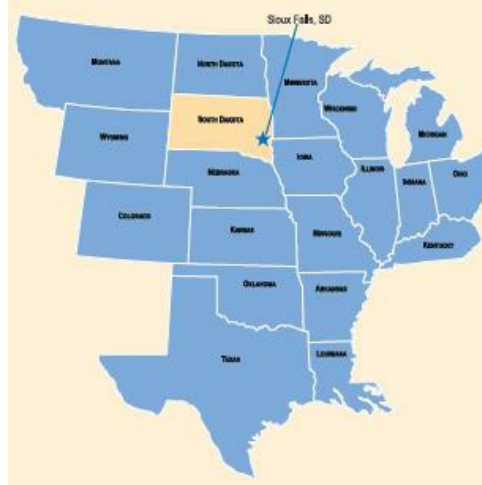 Sioux Falls, SD
MONTANA
NORTH DAKOTA
MINNESOTA
SOUTH DAKOTA
WISCONSIN
MICHIGAN
WYOMING
IOWA
NEBRASKA
ILLINOIS
INDIANA
OHIO
COLORADO
KANSAS
MISSOURI
KENTUCKY
OKLAHOMA
ARKANSAS
TEXAS
LOUISIANA